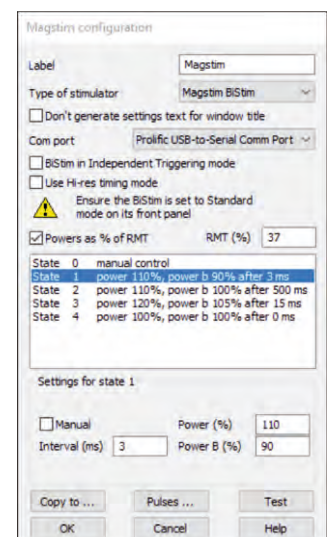 Magstim configuration
Label Magstim
Type of stimulator Magstim BiStim
Don't generate settings text for window title
Com port Prolific USB-to-Serial Comm Port
BiStim in Independent Triggering mode
Use Hi-res timing mode
Ensure the BiStim is set to Standard
mode on its front panel
Powers as % of RMT RMT (%) 37
State 0 manual control
State 1 power 110%, power b 90% after 3 ms
State 2 power 110%, power b 100% after 500 ms
State 3 power 120%, power b 105% after 15 ms
State 4 power 100%, power b 100% after 0 ms
Settings for state 1
Manual Power (%) 110
Interval (ms) 3 Power B (%) 90
Copy to ... Pulses ... Test
OK Cancel Help